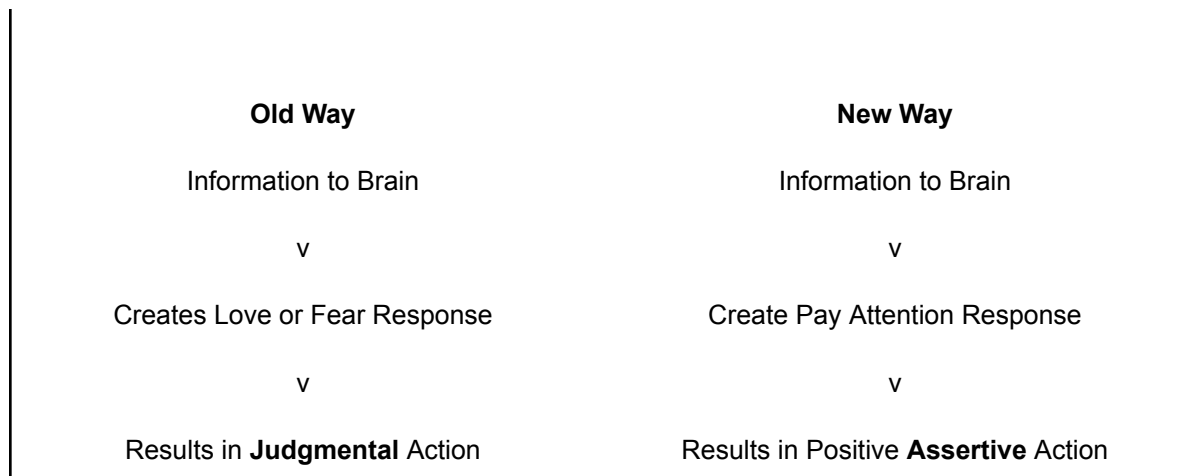 Old Way
Information to Brain
v
Creates Love or Fear Response
v
Results in Judgmental Action
New Way
Information to Brain
v
Create Pay Attention Response
v
Results in Positive Assertive Action